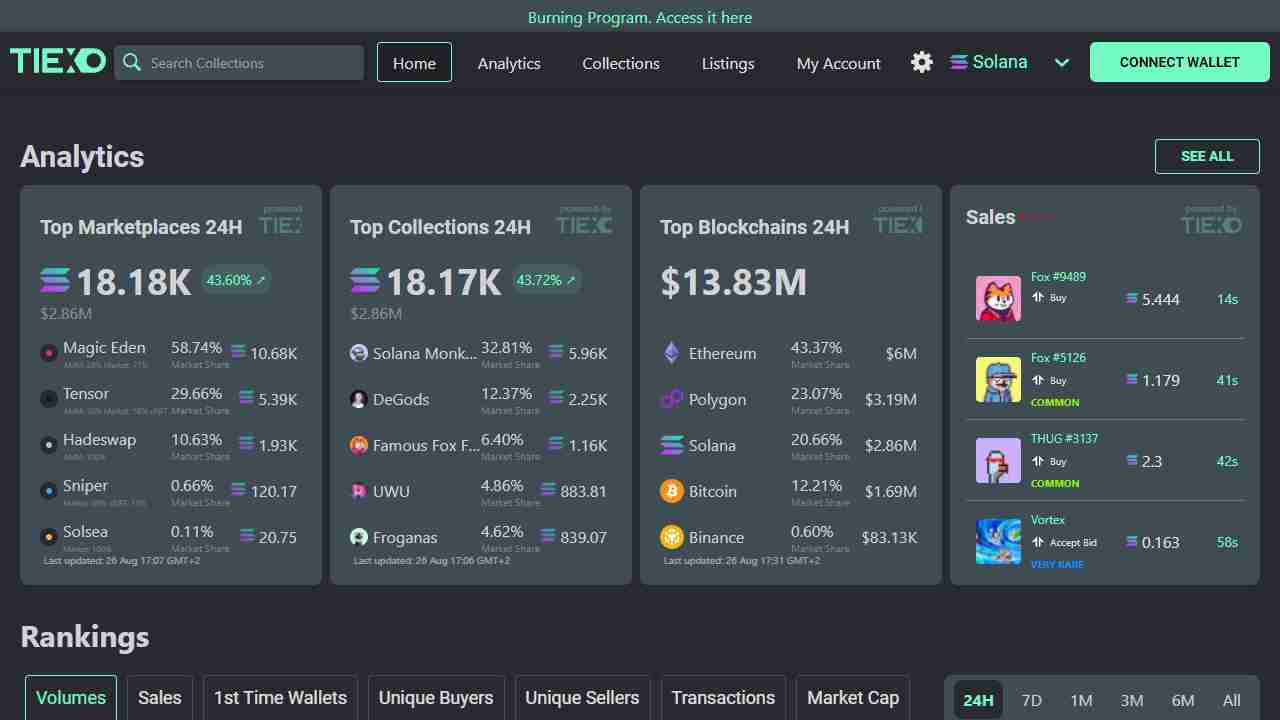 Burning Program. Access it here
TIEXO
Search Collections
Home
Analytics
Collections
Listings
My Account
Solana
CONNECT WALLET
Analytics
SEE ALL
Top Marketplaces 24H
powered
TIEX
18.18K
43.60% ↗
$2.86M
Magic Eden
58.74%
Market Share
10.68K
Tensor
29.66%
Market Share
5.39K
Hadeswap
AMM: 100%
10.63%
Market Share
1.93K
Sniper
0.66%
Market Share
120.17
Solsea
Market: 100%
0.11%
Market Share
20.75
Last updated: 26 Aug 17:07 GMT+2
Top Collections 24H
powered by
TIEXO
18.17K
43.72% ↗
$2.86M
Solana Monk...
32.81%
Market Share
5.96K
DeGods
12.37%
Market Share
2.25K
Famous Fox F...
6.40%
Market Share
1.16K
UWU
4.86%
Market Share
883.81
Froganas
4.62%
Market Share
839.07
Last updated: 26 Aug 17:06 GMT+2
Top Blockchains 24H
powered
TIEX
$13.83M
Ethereum
43.37%
Market Share
$6M
Polygon
23.07%
Market Share
$3.19M
Solana
20.66%
Market Share
$2.86M
Bitcoin
12.21%
Market Share
$1.69M
Binance
0.60%
Market Share
$83.13K
Last updated: 26 Aug 17:31 GMT+2
Sales
powered by
TIEXO
Fox #9489
Buy
5.444
14s
Fox #5126
Buy
COMMON
1.179
41s
THUG #3137
Buy
COMMON
2.3
42s
Vortex
Accept Bid
VERY RARE
0.163
58s
Rankings
Volumes
Sales
1st Time Wallets
Unique Buyers
Unique Sellers
Transactions
Market Cap
24H
7D
1M
3M
6M
All